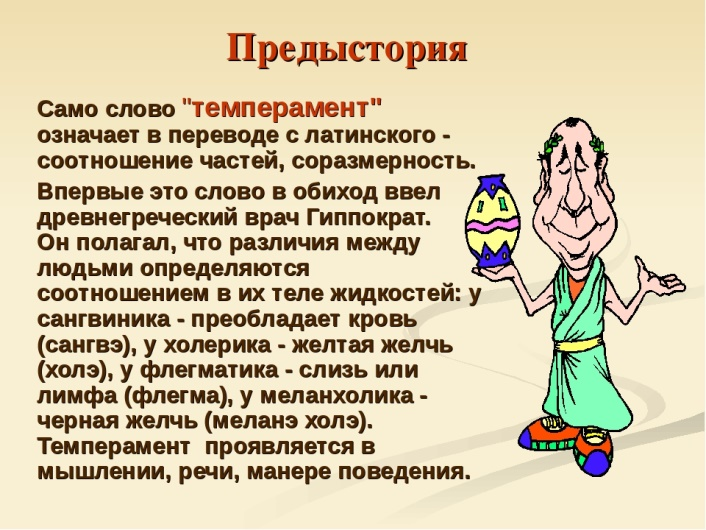 Предыстория
Само слово "темперамент"
означает в переводе с латинского -
соотношение частей, соразмерность.
Впервые это слово в обиход ввел
древнегреческий врач Гиппократ.
Он полагал, что различия между
людьми определяются
соотношением в их теле жидкостей: у
сангвиника - преобладает кровь
(сангвэ), у холерика - желтая желчь
(холэ), у флегматика - слизь или
лимфа (флегма), у меланхолика -
черная желчь (меланэ холэ).
Темперамент проявляется в
мышлении, речи, манере поведения.